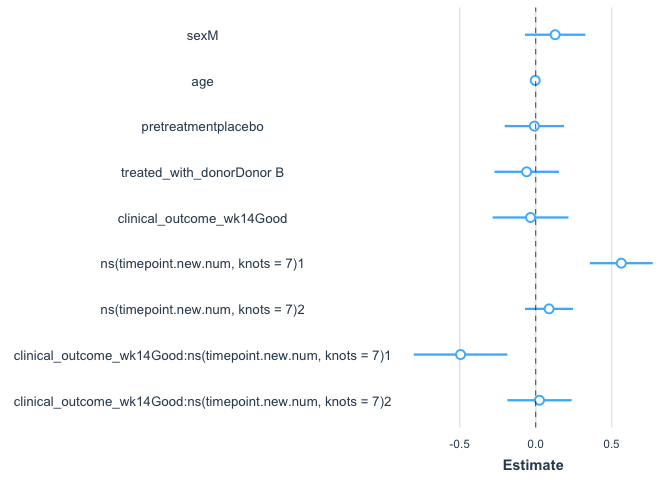 sexM
age
pretreatmentplacebo
treated_with_donorDonor B
clinical_outcome_wk14Good
ns(timepoint.new.num, knots = 7)1
ns(timepoint.new.num, knots = 7)2
clinical_outcome_wk14Good:ns(timepoint.new.num, knots = 7)1
clinical_outcome_wk14Good:ns(timepoint.new.num, knots = 7)2
-0.5 0.0 0.5
Estimate